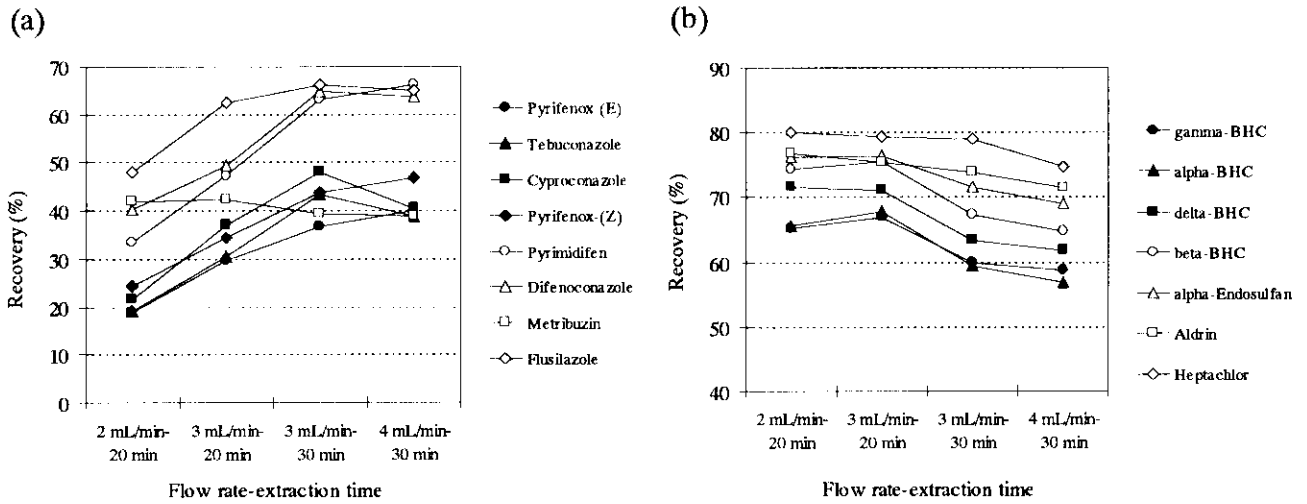 (a)
70
60
50
40
30
20
10
0
Recovery (%)
2 mL/min-
20 min
3 mL/min-
20 min
3 mL/min-
30 min
4 mL/min-
30 min
Flow rate-extraction time
Pyrifenox (E)
Tebuconazole
Cyproconazole
Pyrifenox-(Z)
Pyrimidifen
Difenoconazole
Metribuzin
Flusilazole
(b)
90
80
70
60
50
40
Recovery (%)
2 mL/min-
20 min
3 mL/min-
20 min
3 mL/min-
30 min
4 mL/min-
30 min
Flow rate-extraction time
gamma-BHC
alpha-BHC
delta-BHC
beta-BHC
alpha-Endosulfan
Aldrin
Heptachlor